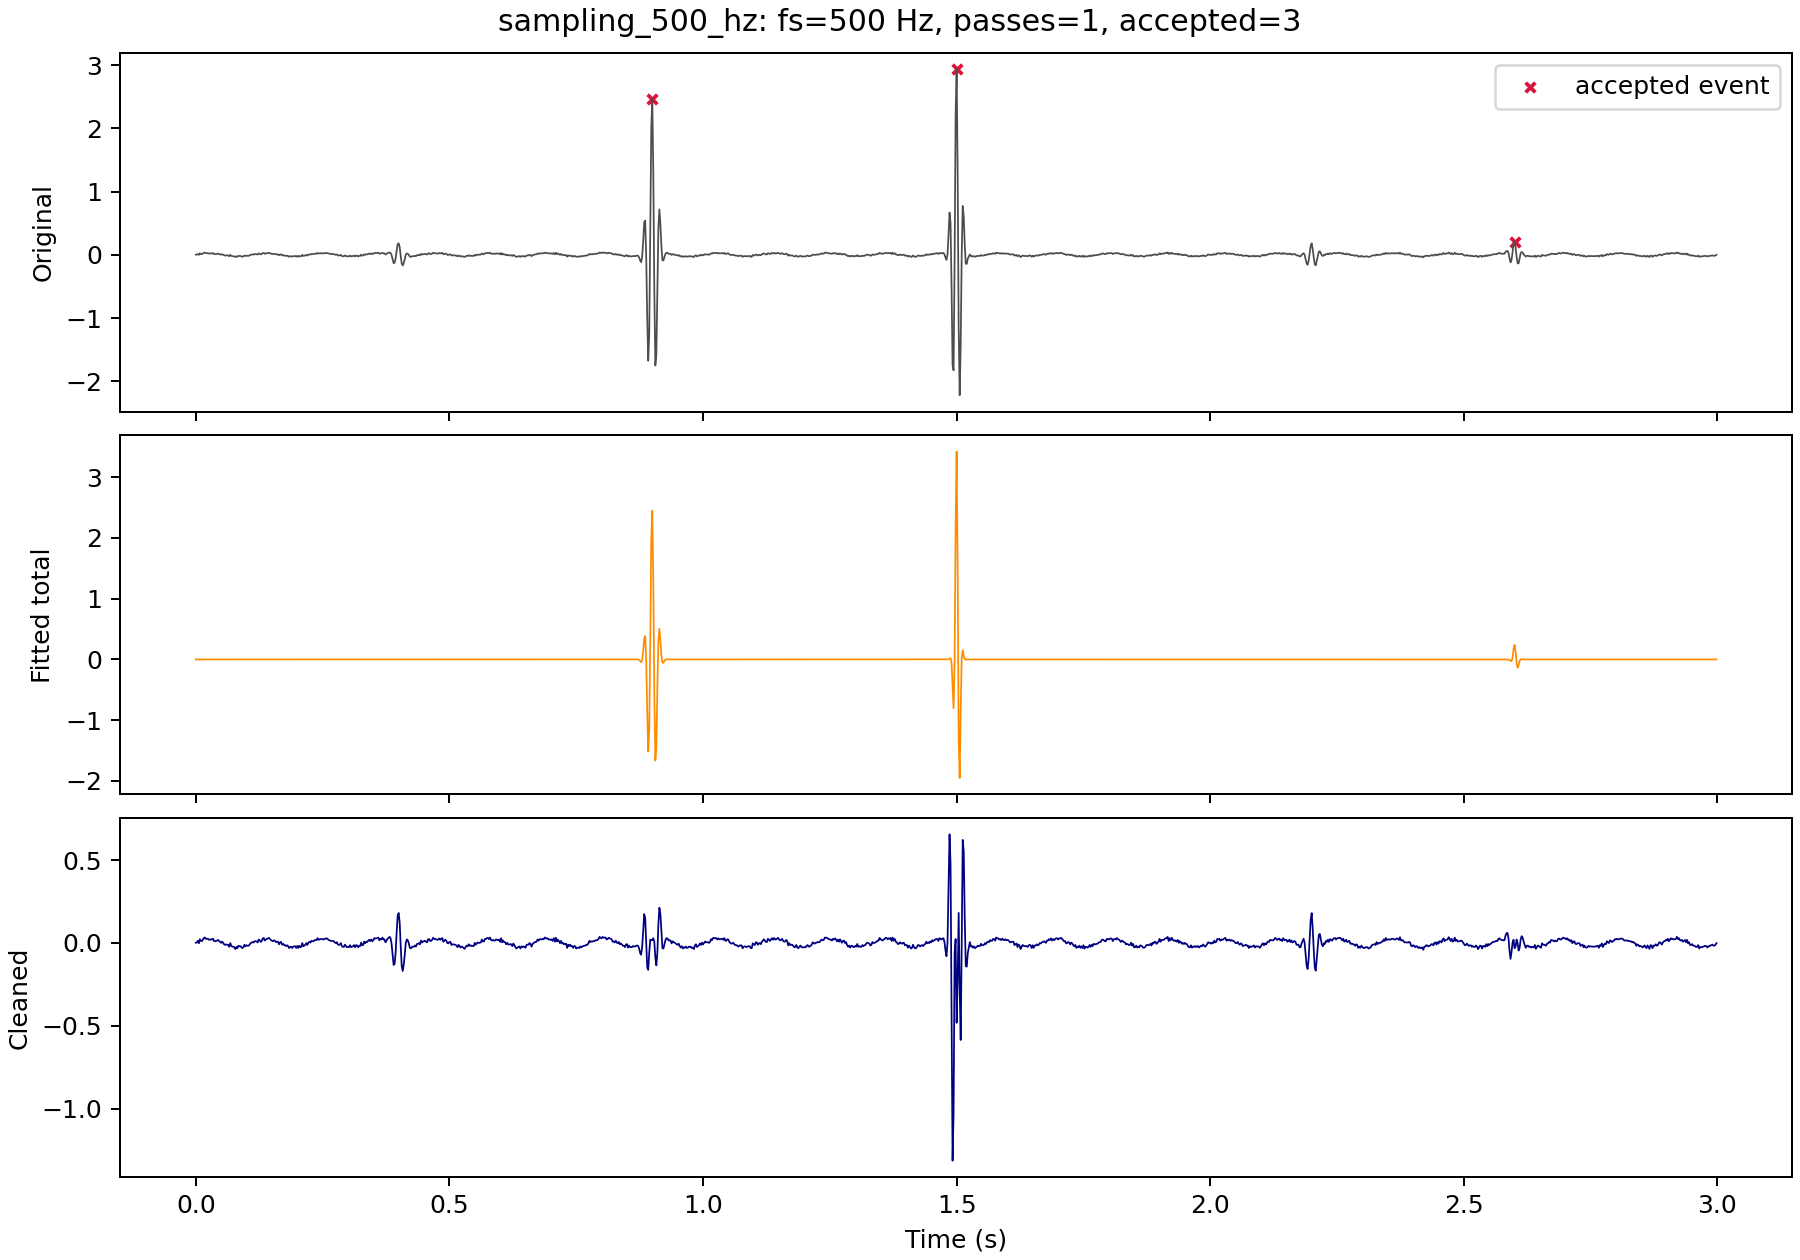 sampling_500_hz: fs=500 Hz, passes=1, accepted=3
accepted event
Original
3
2
1
0
−1
−2
Fitted total
3
2
1
0
−1
−2
Cleaned
0.5
0.0
−0.5
−1.0
0.0 0.5 1.0 1.5 2.0 2.5 3.0
Time (s)